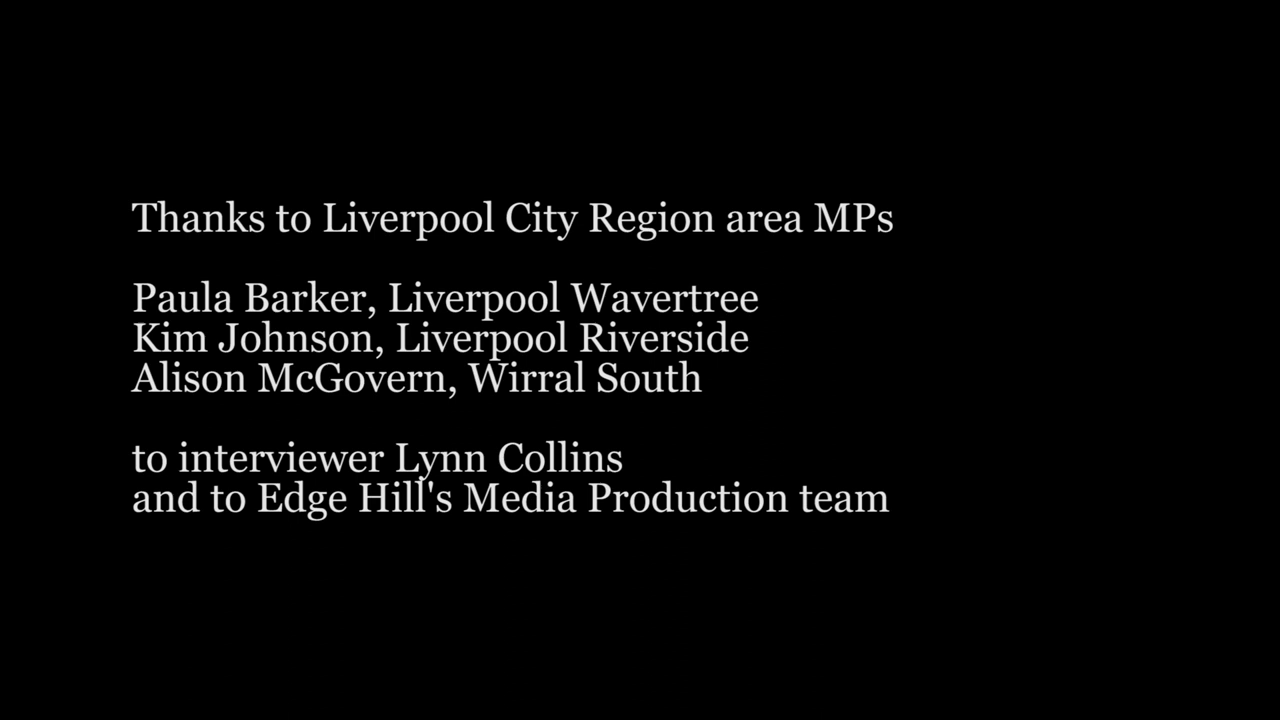 Thanks to Liverpool City Region area MPs
Paula Barker, Liverpool Wavertree
Kim Johnson, Liverpool Riverside
Alison McGovern, Wirral South
to interviewer Lynn Collins
and to Edge Hill's Media Production team